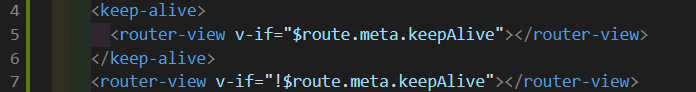 4 <keep-alive>
5 <router-view v-if="$route.meta.keepAlive"></router-view>
6 </keep-alive>
7 <router-view v-if="!$route.meta.keepAlive"></router-view>